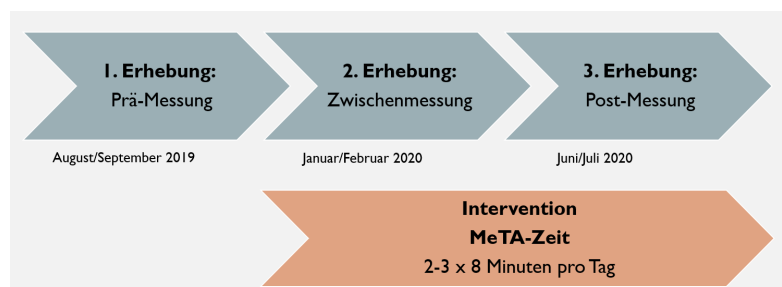 1. Erhebung:
Prä-Messung
2. Erhebung:
Zwischenmessung
3. Erhebung:
Post-Messung
August/September 2019
Januar/Februar 2020
Juni/Juli 2020
Intervention
MeTA-Zeit
2-3 x 8 Minuten pro Tag